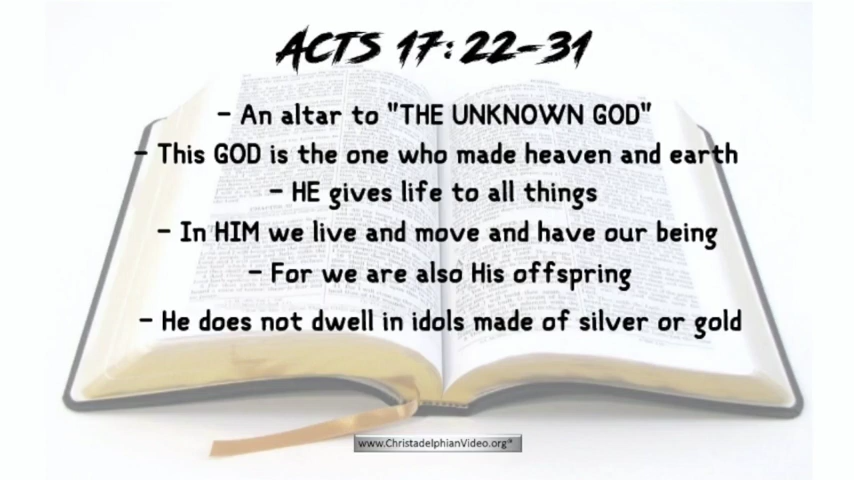 ACTS 17:22-31
- An altar to "THE UNKNOWN GOD"
- This GOD is the one who made heaven and earth
- HE gives life to all things
- In HIM we live and move and have our being
- For we are also His offspring
- He does not dwell in idols made of silver or gold
www.ChristadelphianVideo.org®